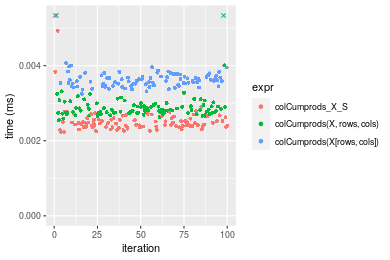 time (ms)
0.004
0.002
0.000
0
25
50
75
100
iteration
expr
colCumprods_X_S
colCumprods(X, rows, cols)
colCumprods(X[rows, cols])